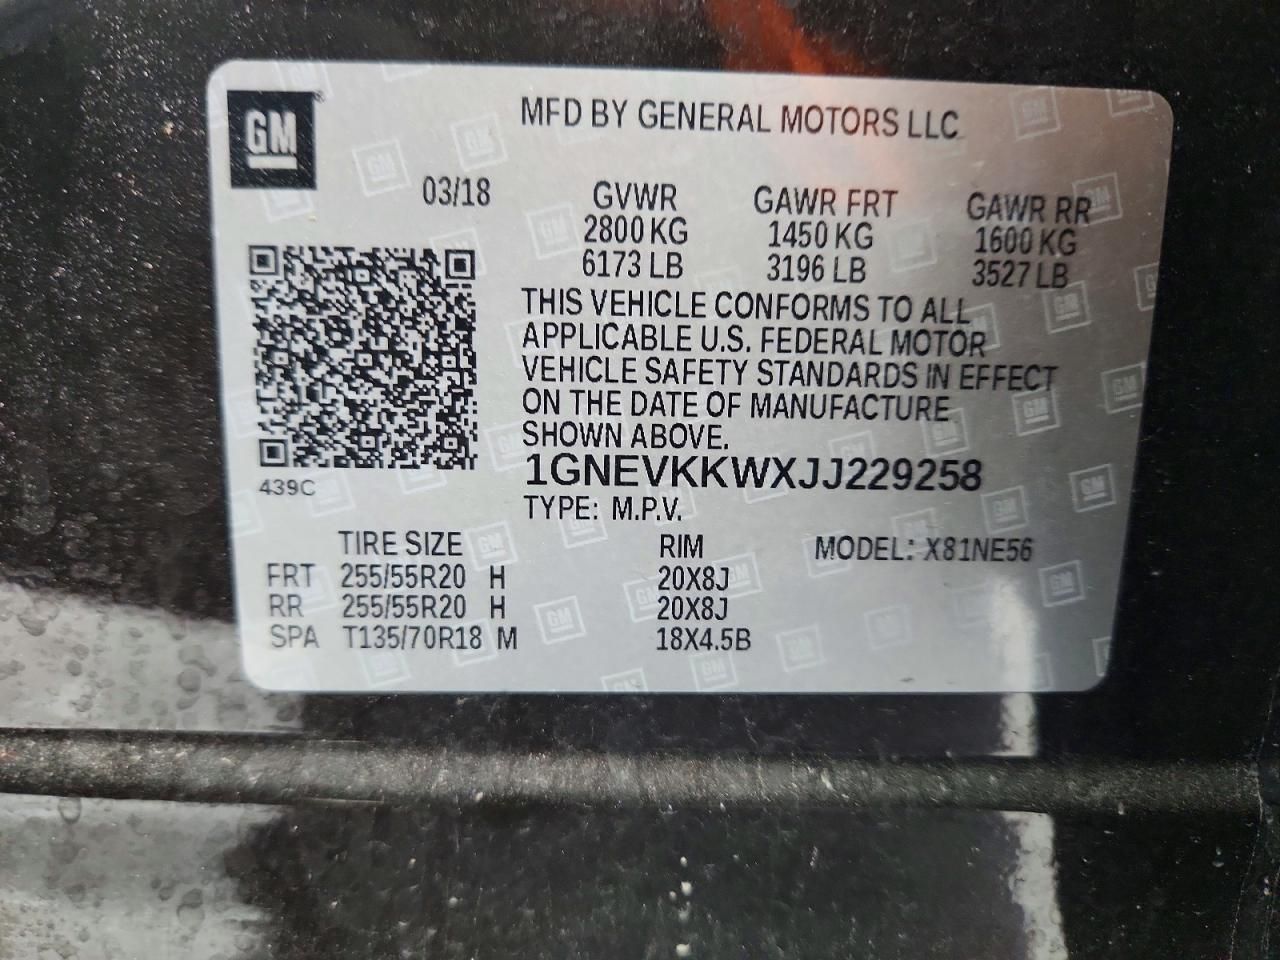 GM
MFD BY GENERAL MOTORS LLC
03/18 GVWR GAWR FRT GAWR RR
2800 KG 1450 KG 1600 KG
6173 LB 3196 LB 3527 LB
THIS VEHICLE CONFORMS TO ALL
APPLICABLE U.S. FEDERAL MOTOR
VEHICLE SAFETY STANDARDS IN EFFECT
ON THE DATE OF MANUFACTURE
SHOWN ABOVE.
439C
1GNEVKKWXJJ229258
TYPE: M.P.V.
TIRE SIZE RIM MODEL: X81NE56
FRT 255/55R20 H 20X8J
RR 255/55R20 H 20X8J
SPA T135/70R18 M 18X4.5B